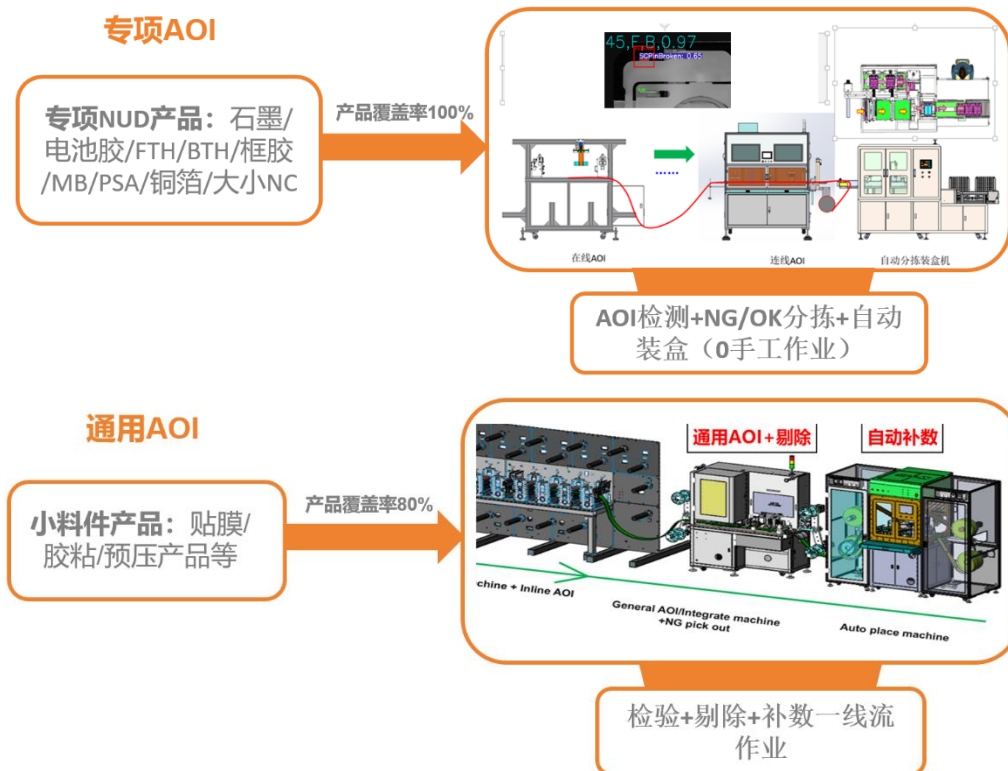 专项AOI
专项NUD产品：石墨/
电池胶/FTH/BTH/框胶
/MB/PSA/铜箔/大小NC
产品覆盖率100%
45,F,B,0.97
SCPinBroken: 0.65
......
在线AOI
连线AOI
自动分拣装盒机
AOI检测+NG/OK分拣+自动
装盒（0手工作业）
通用AOI
小料件产品：贴膜/
胶粘/预压产品等
产品覆盖率80%
通用AOI+剔除
自动补数
chine + Inline AOI
General AOI/Integrate machine
+NG pick out
Auto place machine
检验+剔除+补数一线流
作业